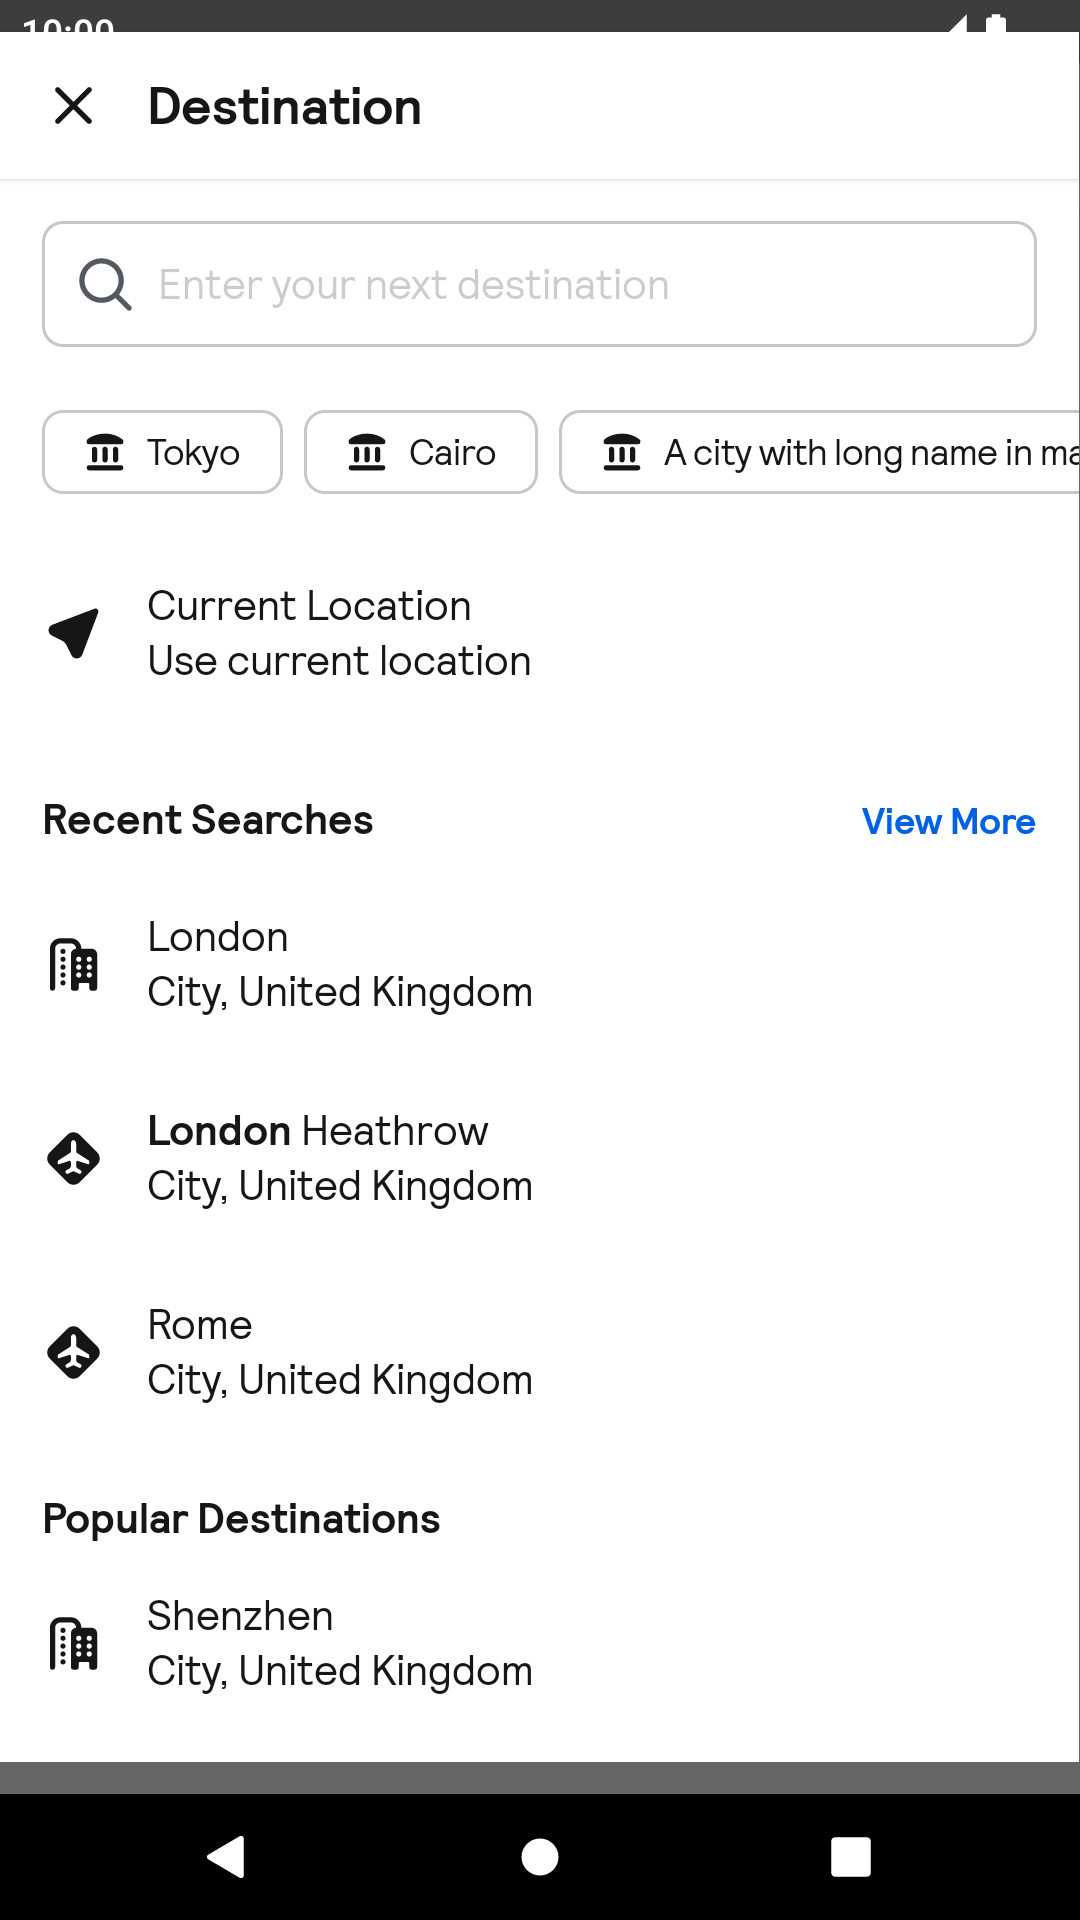 10:00
Destination
Enter your next destination
Tokyo
Cairo
A city with long name in
Current Location
Use current location
Recent Searches
View More
London
City, United Kingdom
London Heathrow
City, United Kingdom
Rome
City, United Kingdom
Popular Destinations
Shenzhen
City, United Kingdom